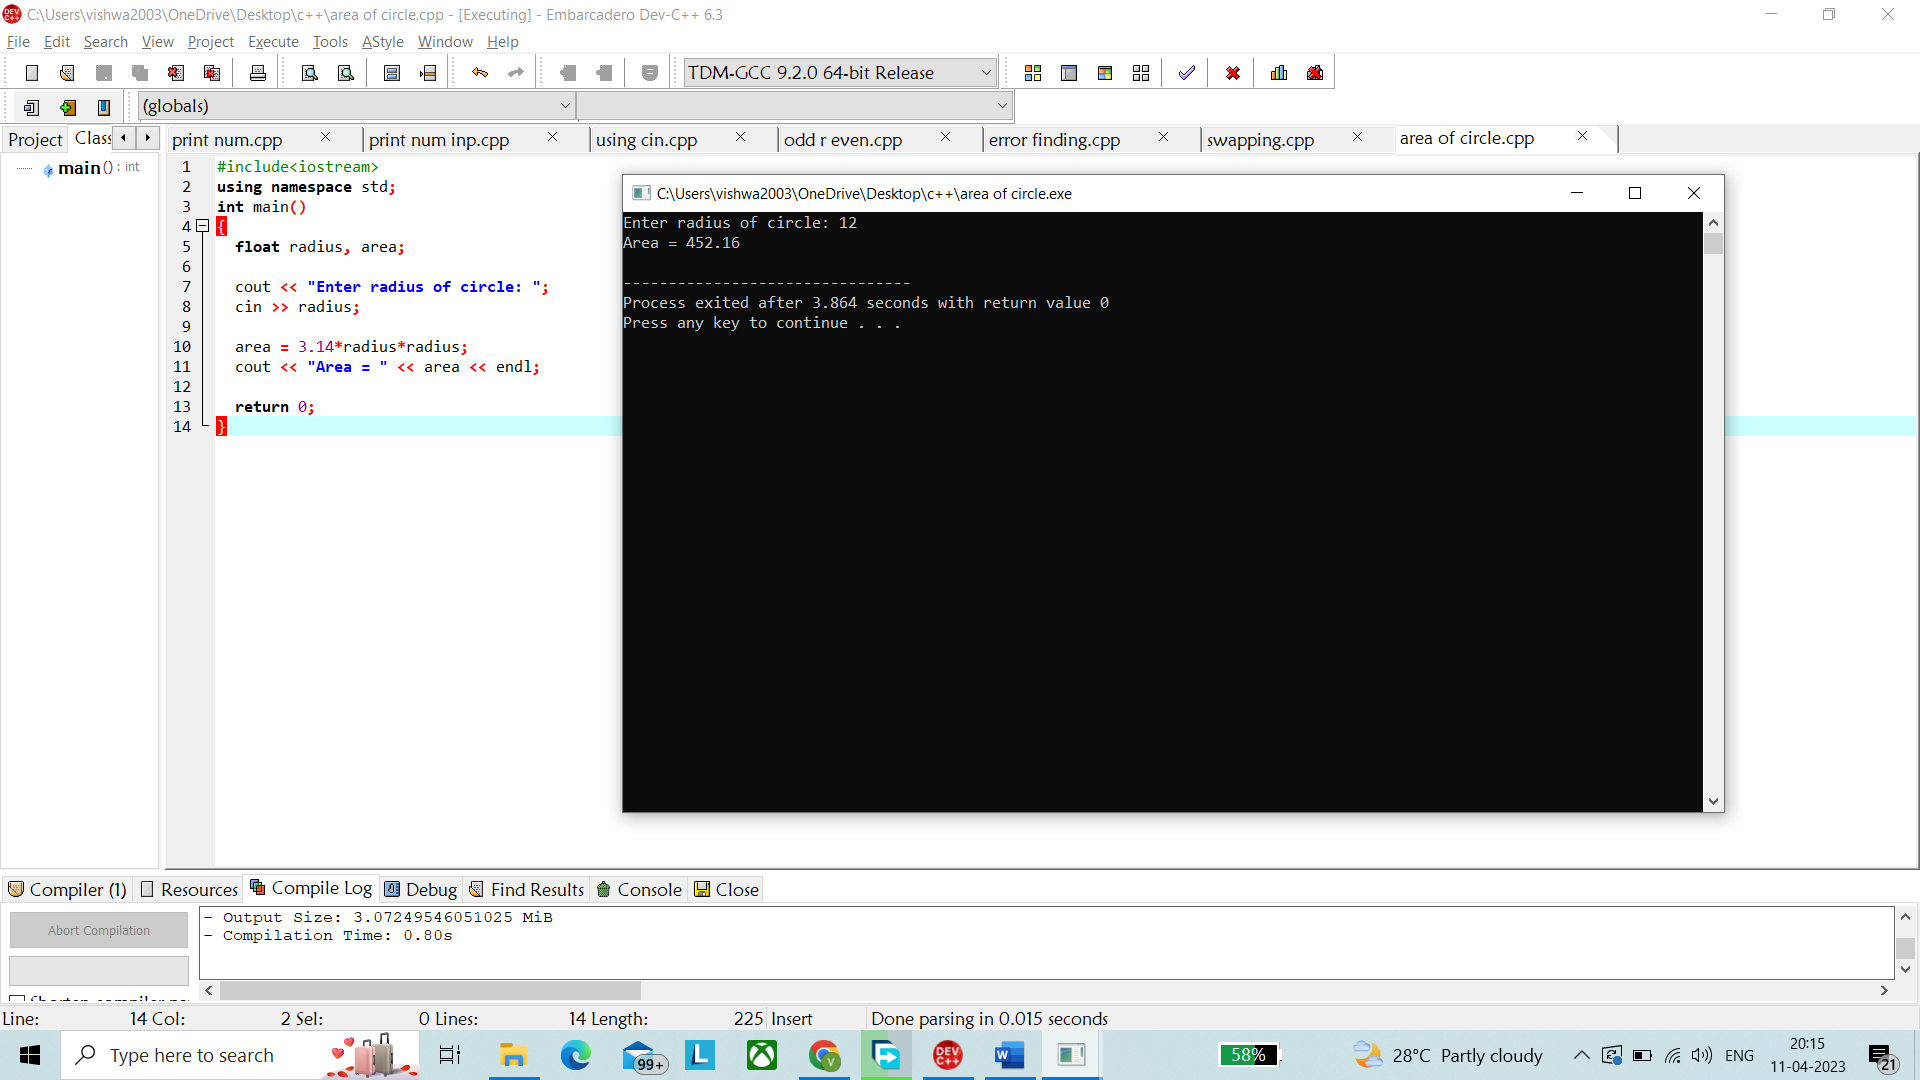 C:\Users\vishwa2003\OneDrive\Desktop\c++\area of circle.cpp - [Executing] - Embarcadero Dev-C++ 6.3
File Edit Search View Project Execute Tools AStyle Window Help
TDM-GCC 9.2.0 64-bit Release
(globals)
Project Class print num.cpp print num inp.cpp using cin.cpp odd r even.cpp error finding.cpp swapping.cpp area of circle.cpp
main() : int
1 #include<iostream>
2 using namespace std;
3 int main()
4 {
5 float radius, area;
6
7 cout << "Enter radius of circle: ";
8 cin >> radius;
9
10 area = 3.14*radius*radius;
11 cout << "Area = " << area << endl;
12
13 return 0;
14 }
C:\Users\vishwa2003\OneDrive\Desktop\c++\area of circle.exe
Enter radius of circle: 12
Area = 452.16
--------------------------------
Process exited after 3.864 seconds with return value 0
Press any key to continue . . .
Compiler (1) Resources Compile Log Debug Find Results Console Close
Abort Compilation
- Output Size: 3.07249546051025 MiB
- Compilation Time: 0.80s
Line: 14 Col: 2 Sel: 0 Lines: 14 Length: 225 Insert Done parsing in 0.015 seconds
Type here to search
99+
L
DEV C++
W
58%
28°C Partly cloudy
ENG
20:15
11-04-2023
21